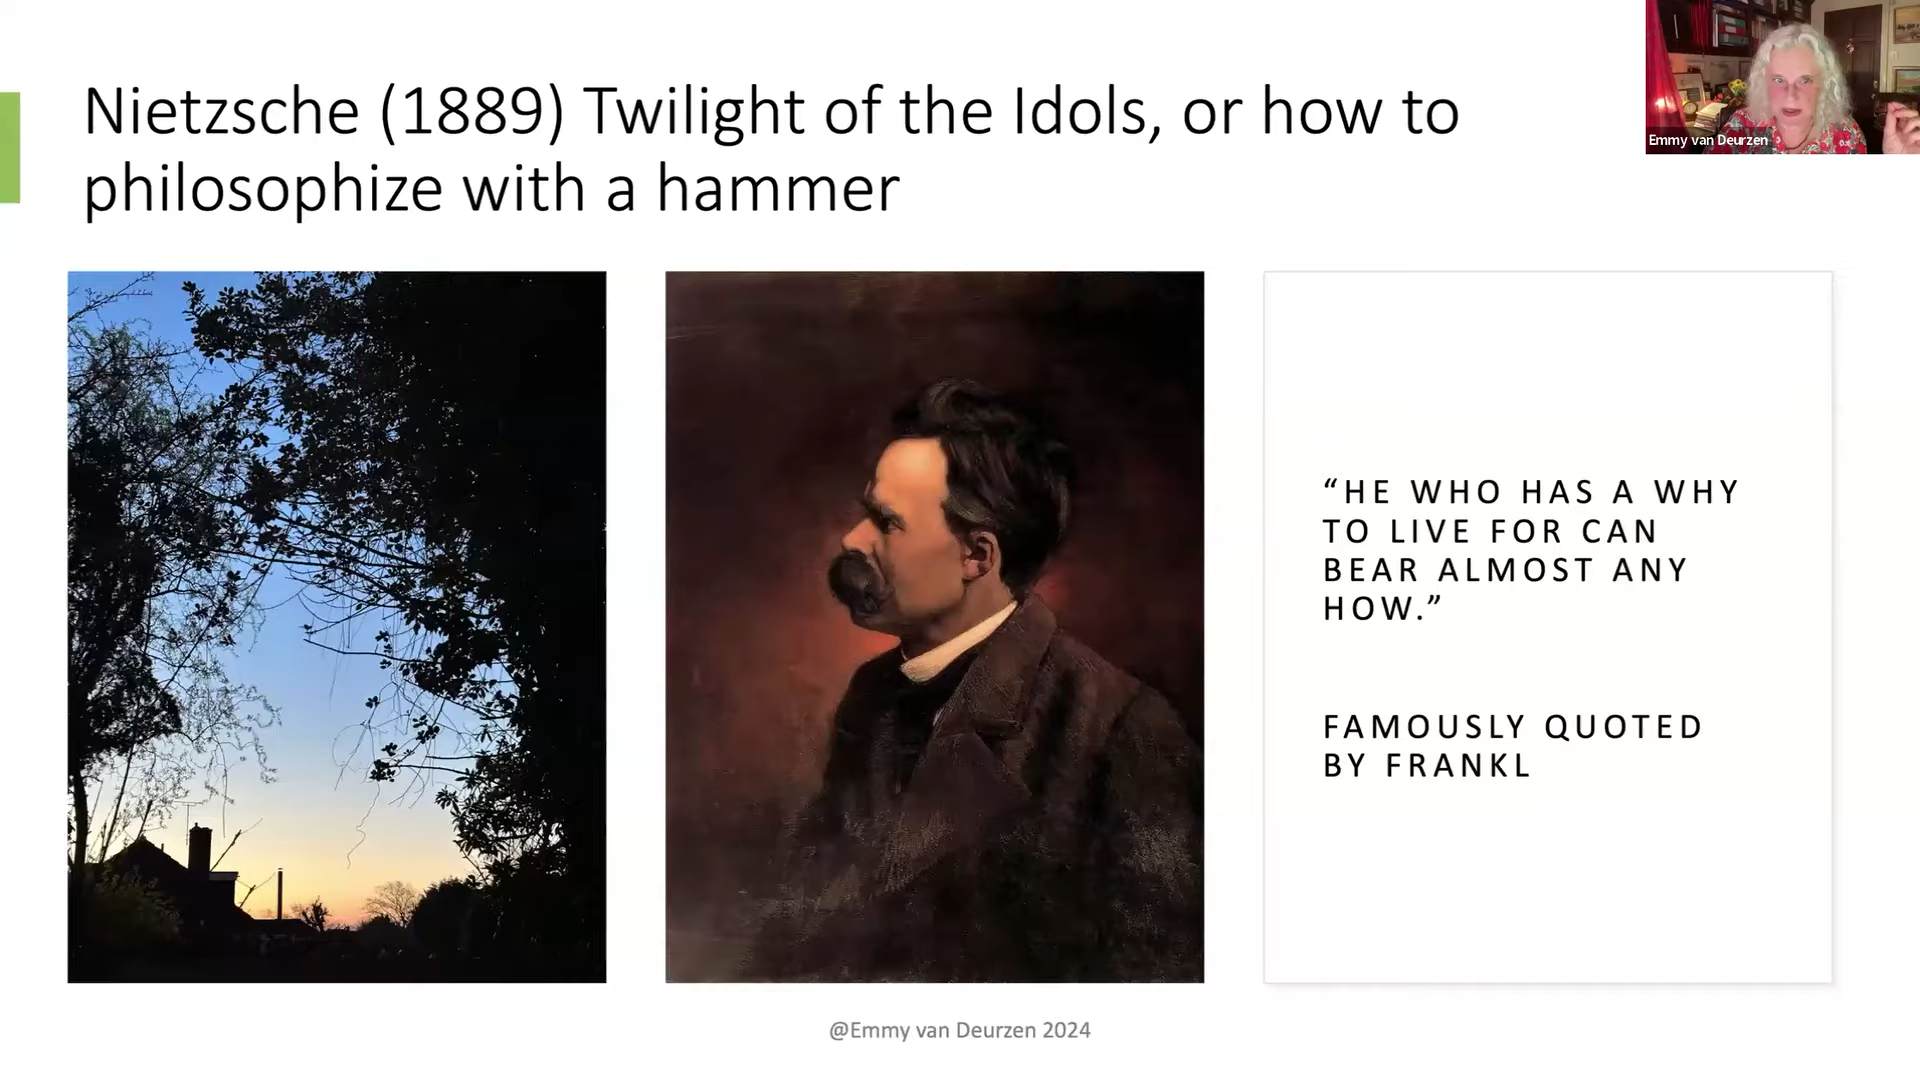 Nietzsche (1889) Twilight of the Idols, or how to
philosophize with a hammer
Emmy van Deurzen
“HE WHO HAS A WHY
TO LIVE FOR CAN
BEAR ALMOST ANY
HOW.”
FAMOUSLY QUOTED
BY FRANKL
@Emmy van Deurzen 2024